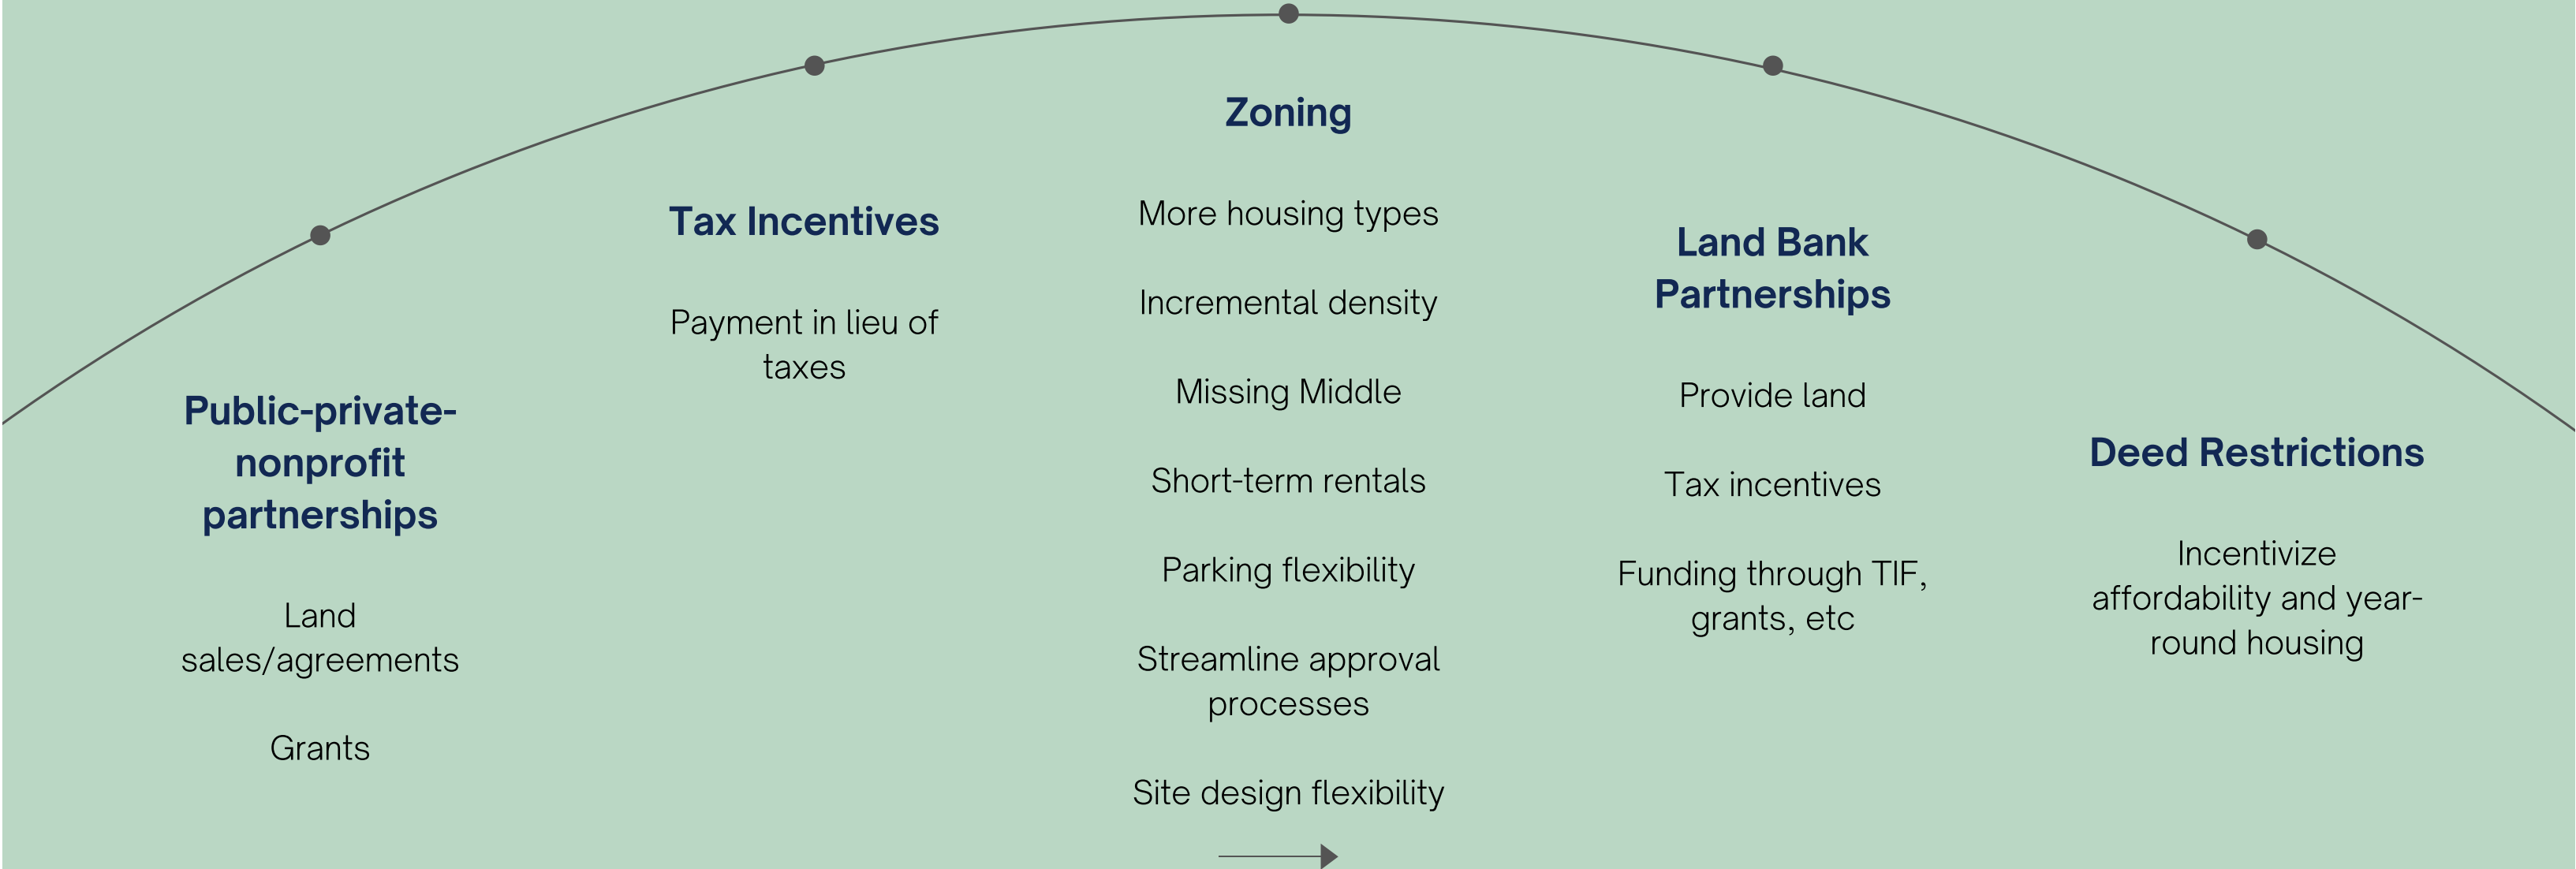 Public-private-
nonprofit
partnerships
Land
sales/agreements
Grants
Tax Incentives
Payment in lieu of
taxes
Zoning
More housing types
Incremental density
Missing Middle
Short-term rentals
Parking flexibility
Streamline approval
processes
Site design flexibility
Land Bank
Partnerships
Provide land
Tax incentives
Funding through TIF,
grants, etc
Deed Restrictions
Incentivize
affordability and year-
round housing